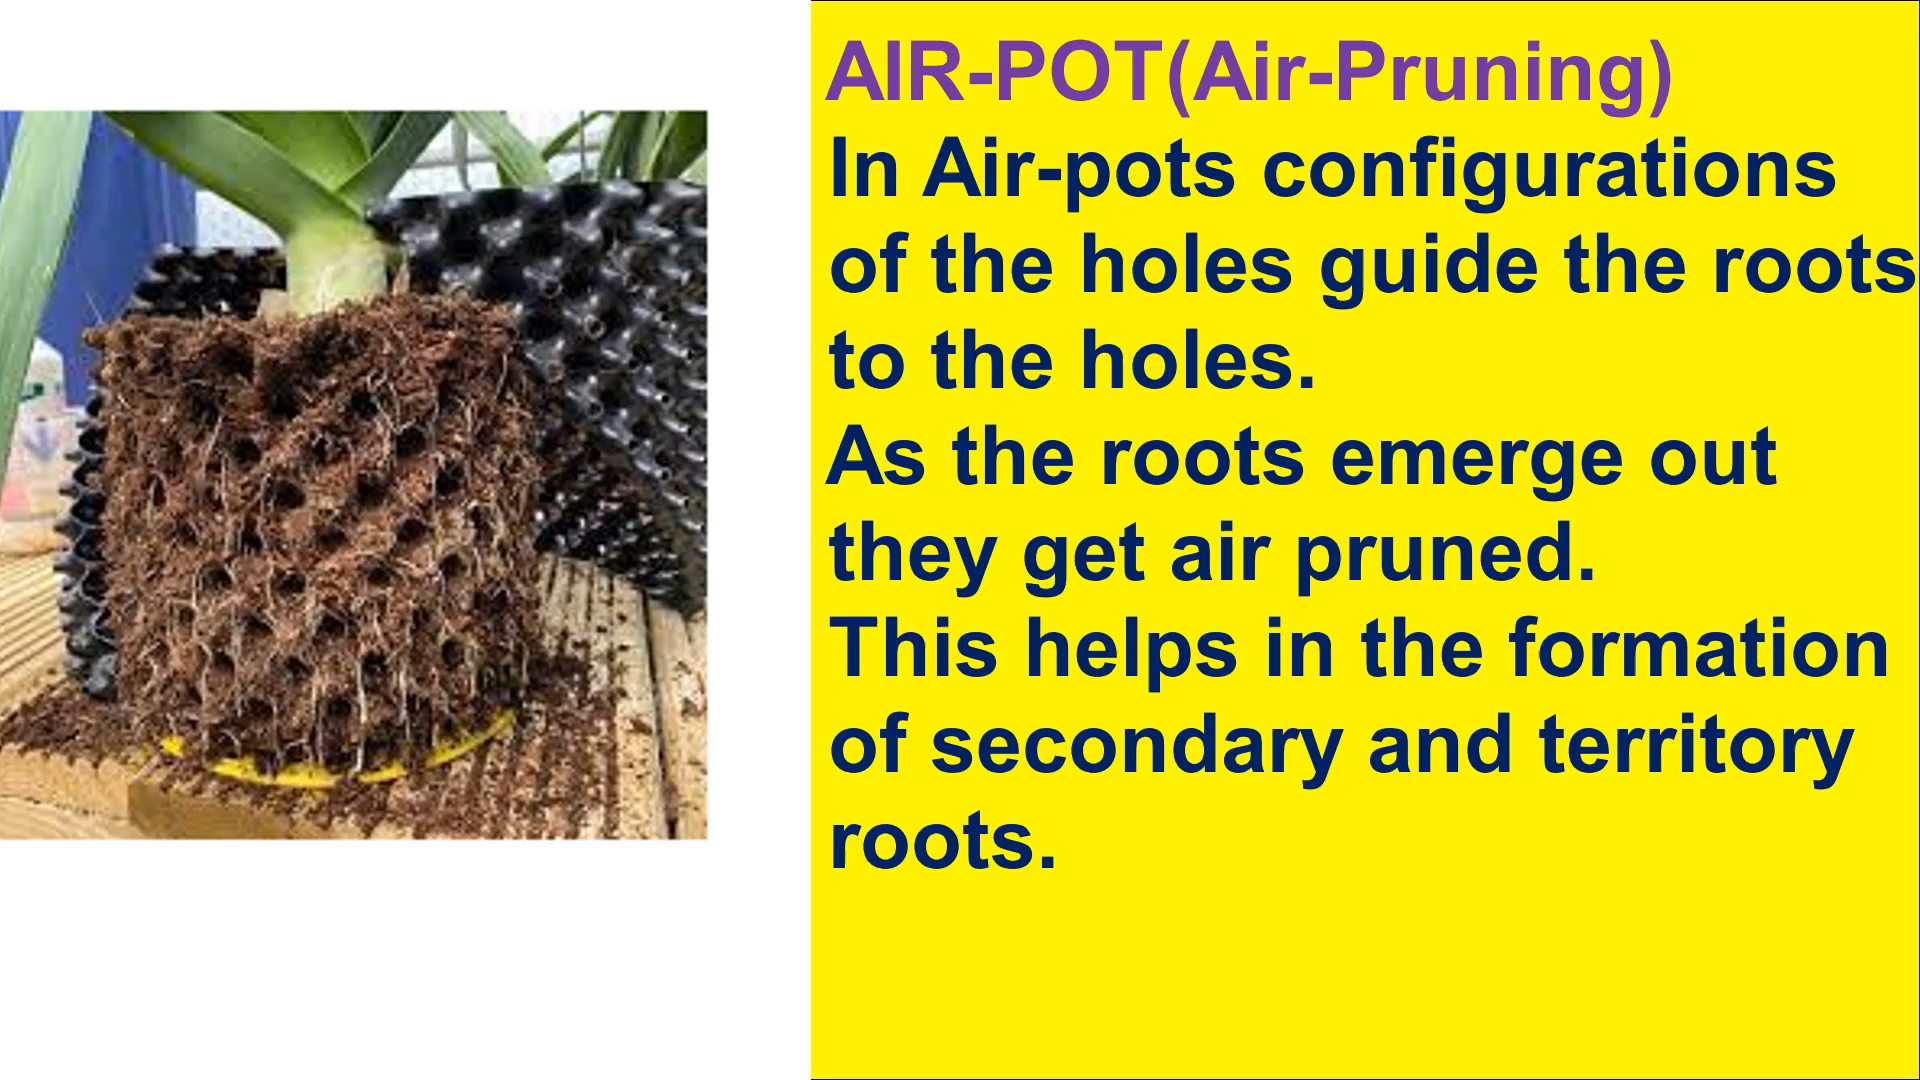 AIR-POT(Air-Pruning)
In Air-pots configurations
of the holes guide the roots
to the holes.
As the roots emerge out
they get air pruned.
This helps in the formation
of secondary and territory
roots.